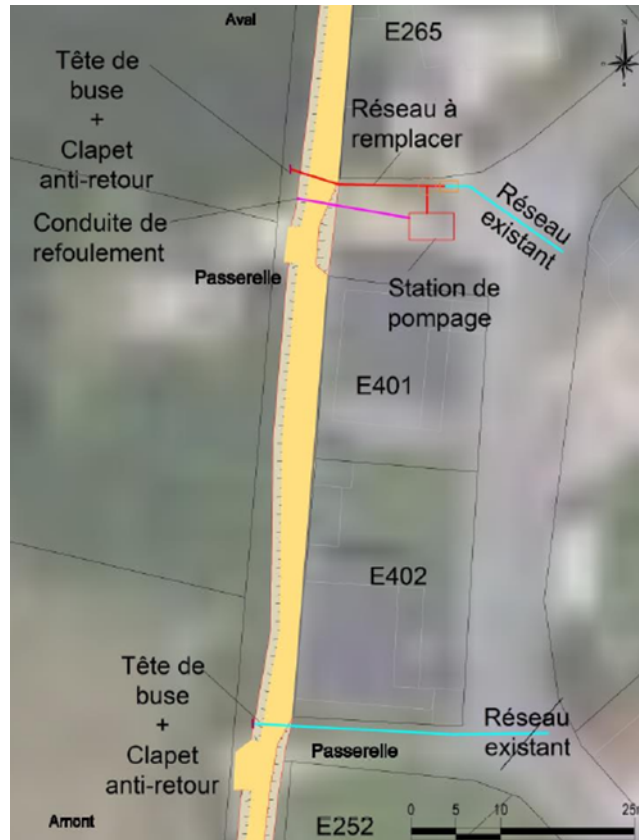 Aval
E265
N
Tête de
buse
+
Clapet
anti-retour
Réseau à
remplacer
Conduite de
refoulement
Réseau
existant
Passerelle
Station de
pompage
E401
E402
Tête de
buse
+
Clapet
anti-retour
Réseau
existant
Passerelle
Amont
E252
0 5 10 25m